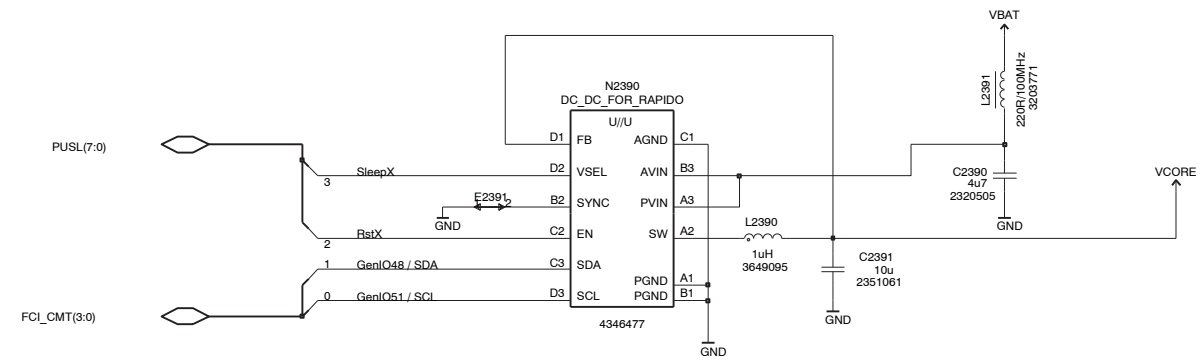 VBAT
L2391
220R/100MHz
3203771
N2390
DC_DC_FOR_RAPIDO
U//U
PUSL(7:0)
D1 FB AGND C1
3 SleepX D2 VSEL AVIN B3
C2390
4u7
2320505
VCORE
GND
E2391
1 2 B2 SYNC PVIN A3
GND
2 RstX C2 EN SW A2
L2390
1uH
3649095
C2391
10u
2351061
GND
1 GenIO48 / SDA C3 SDA
PGND A1
0 GenIO51 / SCL D3 SCL PGND B1
FCI_CMT(3:0)
4346477
GND